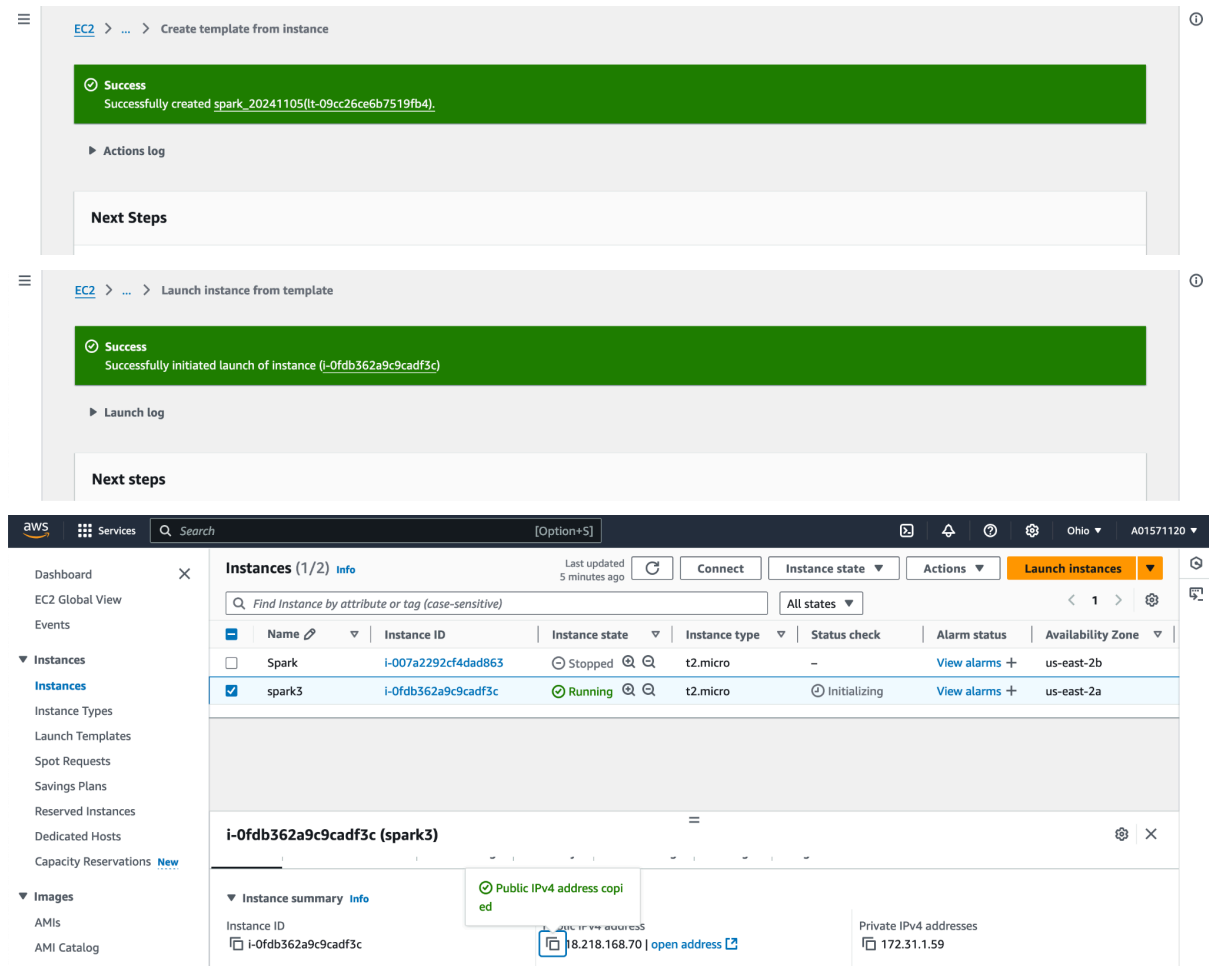 EC2 > ... > Create template from instance
Success
Successfully created spark_20241105(lt-09cc26ce6b7519fb4).
Actions log
Next Steps
EC2 > ... > Launch instance from template
Success
Successfully initiated launch of instance (i-0fdb362a9c9cadf3c)
Launch log
Next steps
aws Services Search [Option+S] Ohio A01571120
Dashboard
EC2 Global View
Events
Instances
Instances
Instance Types
Launch Templates
Spot Requests
Savings Plans
Reserved Instances
Dedicated Hosts
Capacity Reservations New
Images
AMIs
AMI Catalog
Instances (1/2) Info
Last updated
5 minutes ago
Connect Instance state Actions Launch instances
Find Instance by attribute or tag (case-sensitive) All states 1
Name Instance ID Instance state Instance type Status check Alarm status Availability Zone
Spark i-007a2292cf4dad863 Stopped t2.micro – View alarms + us-east-2b
spark3 i-0fdb362a9c9cadf3c Running t2.micro Initializing View alarms + us-east-2a
i-0fdb362a9c9cadf3c (spark3)
Public IPv4 address copi
ed
Instance summary Info
Instance ID Public IPv4 address Private IPv4 addresses
i-0fdb362a9c9cadf3c 18.218.168.70 | open address 172.31.1.59